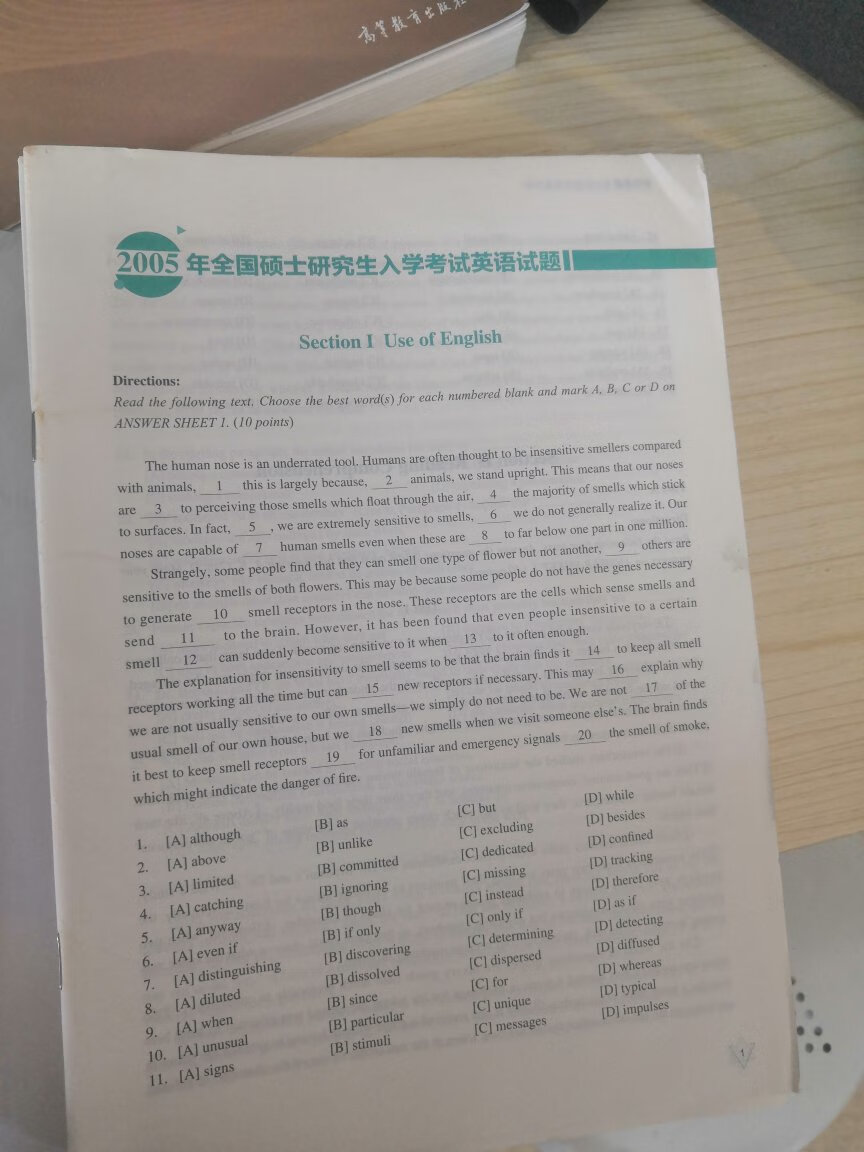 高等教育出版社
2005 年全国硕士研究生入学考试英语试题
Section I Use of English
Directions:
Read the following text. Choose the best word(s) for each numbered blank and mark A, B, C or D on
ANSWER SHEET 1. (10 points)
The human nose is an underrated tool. Humans are often thought to be insensitive smellers compared
with animals, 1 this is largely because, 2 animals, we stand upright. This means that our noses
are 3 to perceiving those smells which float through the air, 4 the majority of smells which stick
to surfaces. In fact, 5 , we are extremely sensitive to smells, 6 we do not generally realize it. Our
noses are capable of 7 human smells even when these are 8 to far below one part in one million.
Strangely, some people find that they can smell one type of flower but not another, 9 others are
sensitive to the smells of both flowers. This may be because some people do not have the genes necessary
to generate 10 smell receptors in the nose. These receptors are the cells which sense smells and
send 11 to the brain. However, it has been found that even people insensitive to a certain
smell 12 can suddenly become sensitive to it when 13 to it often enough.
The explanation for insensitivity to smell seems to be that the brain finds it 14 to keep all smell
receptors working all the time but can 15 new receptors if necessary. This may 16 explain why
we are not usually sensitive to our own smells—we simply do not need to be. We are not 17 of the
usual smell of our own house, but we 18 new smells when we visit someone else's. The brain finds
it best to keep smell receptors 19 for unfamiliar and emergency signals 20 the smell of smoke,
which might indicate the danger of fire.
1. [A] although [B] as [C] but [D] while
2. [A] above [B] unlike [C] excluding [D] besides
3. [A] limited [B] committed [C] dedicated [D] confined
4. [A] catching [B] ignoring [C] missing [D] tracking
5. [A] anyway [B] though [C] instead [D] therefore
6. [A] even if [B] if only [C] only if [D] as if
7. [A] distinguishing [B] discovering [C] determining [D] detecting
8. [A] diluted [B] dissolved [C] dispersed [D] diffused
9. [A] when [B] since [C] for [D] whereas
10. [A] unusual [B] particular [C] unique [D] typical
11. [A] signs [B] stimuli [C] messages [D] impulses
1